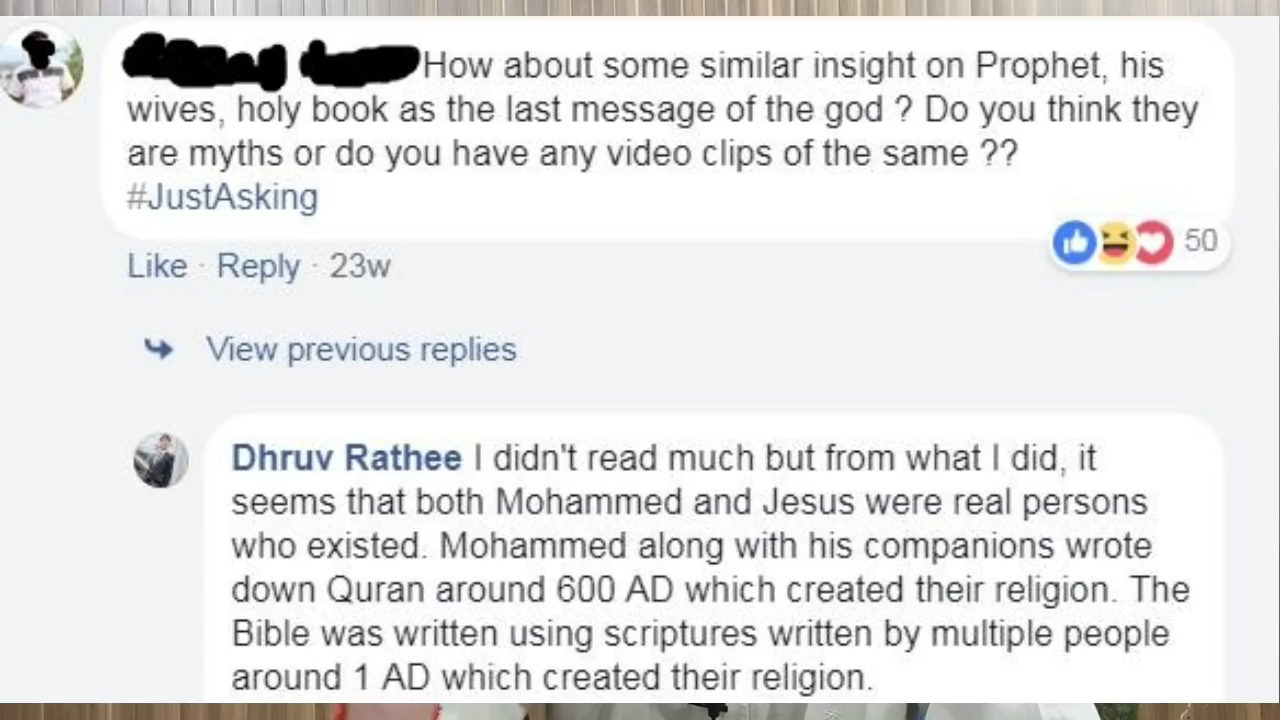 How about some similar insight on Prophet, his
wives, holy book as the last message of the god ? Do you think they
are myths or do you have any video clips of the same ??
#JustAsking
50
Like · Reply · 23w
View previous replies
Dhruv Rathee I didn't read much but from what I did, it
seems that both Mohammed and Jesus were real persons
who existed. Mohammed along with his companions wrote
down Quran around 600 AD which created their religion. The
Bible was written using scriptures written by multiple people
around 1 AD which created their religion.